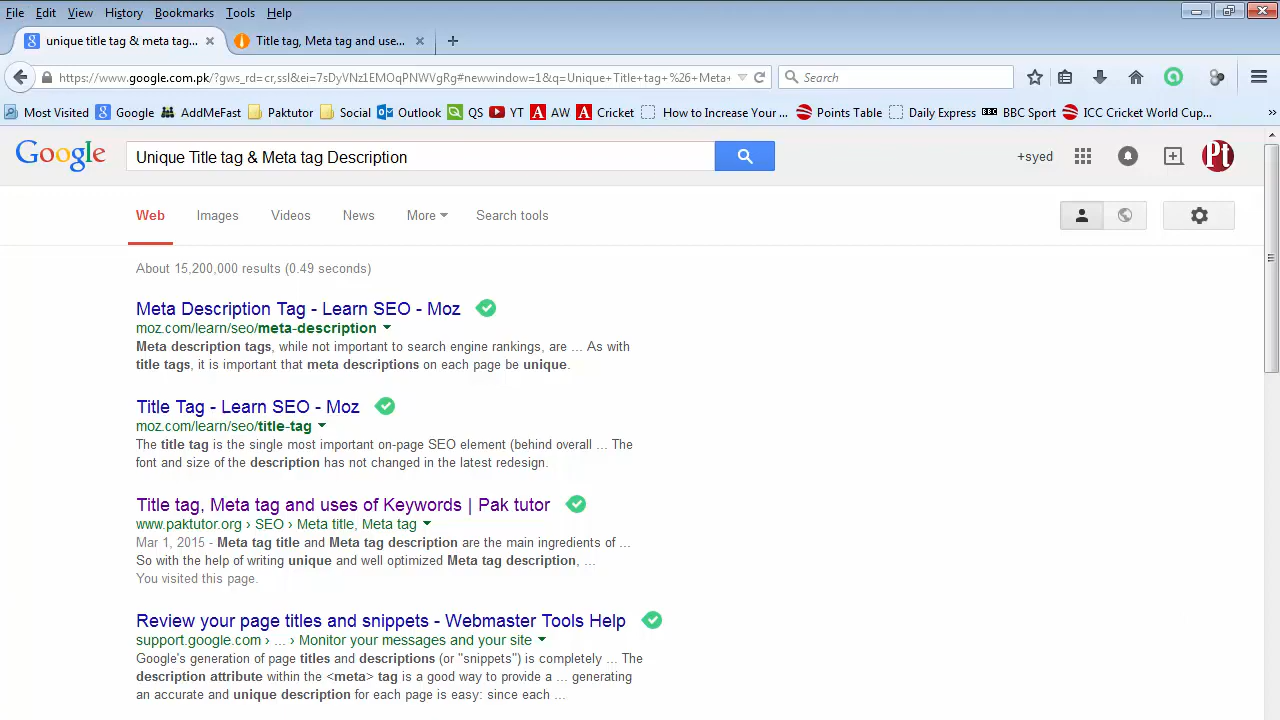 File Edit View History Bookmarks Tools Help
unique title tag & meta tag... Title tag, Meta tag and use...
https://www.google.com.pk/?gws_rd=cr,ssl&ei=7sDyVNz1EMOqPNWVgRg#newwindow=1&q=Unique+Title+tag+%26+Meta+ Search
Most Visited Google AddMeFast Paktutor Social Outlook QS YT AW Cricket How to Increase Your ... Points Table Daily Express BBC Sport ICC Cricket World Cup... »
Google Unique Title tag & Meta tag Description +syed Pt
Web Images Videos News More Search tools
About 15,200,000 results (0.49 seconds)
Meta Description Tag - Learn SEO - Moz
moz.com/learn/seo/meta-description
Meta description tags, while not important to search engine rankings, are ... As with
title tags, it is important that meta descriptions on each page be unique.
Title Tag - Learn SEO - Moz
moz.com/learn/seo/title-tag
The title tag is the single most important on-page SEO element (behind overall ... The
font and size of the description has not changed in the latest redesign.
Title tag, Meta tag and uses of Keywords | Pak tutor
www.paktutor.org › SEO › Meta title, Meta tag
Mar 1, 2015 - Meta tag title and Meta tag description are the main ingredients of ...
So with the help of writing unique and well optimized Meta tag description, ...
You visited this page.
Review your page titles and snippets - Webmaster Tools Help
support.google.com › ... › Monitor your messages and your site
Google's generation of page titles and descriptions (or "snippets") is completely ... The
description attribute within the <meta> tag is a good way to provide a ... generating
an accurate and unique description for each page is easy: since each ...